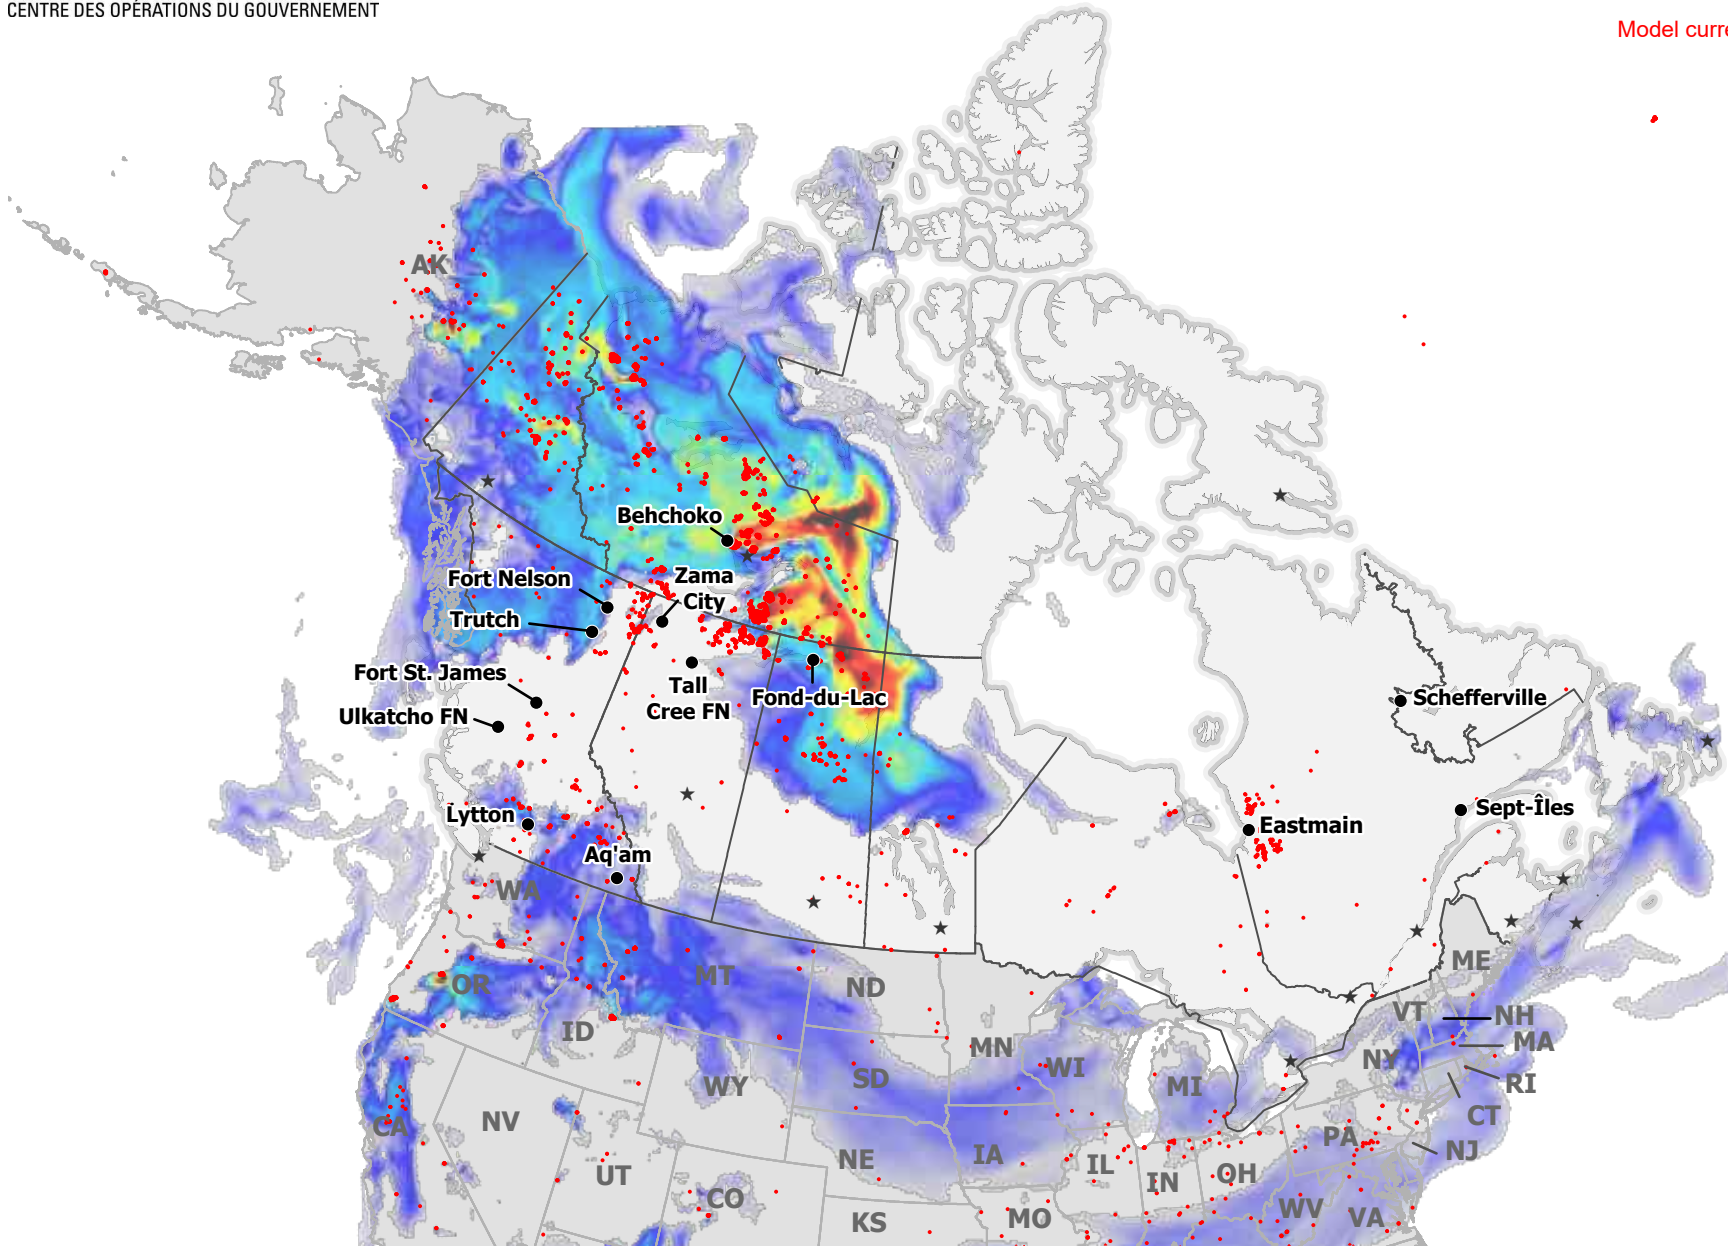 CENTRE DES OPÉRATIONS DU GOUVERNEMENT
Model curre
AK
Behchoko
Zama
City
Fort Nelson
Trutch
Fort St. James
Ulkatcho FN
Tall
Cree FN
Fond-du-Lac
Schefferville
Sept-Îles
Eastmain
Lytton
Aq'am
WA
OR
MT
ND
ID
MN
WI
SD
WY
MI
ME
VT
NH
MA
NY
RI
CT
NJ
PA
NV
CA
UT
CO
NE
IA
IL
IN
OH
KS
MO
WV
VA